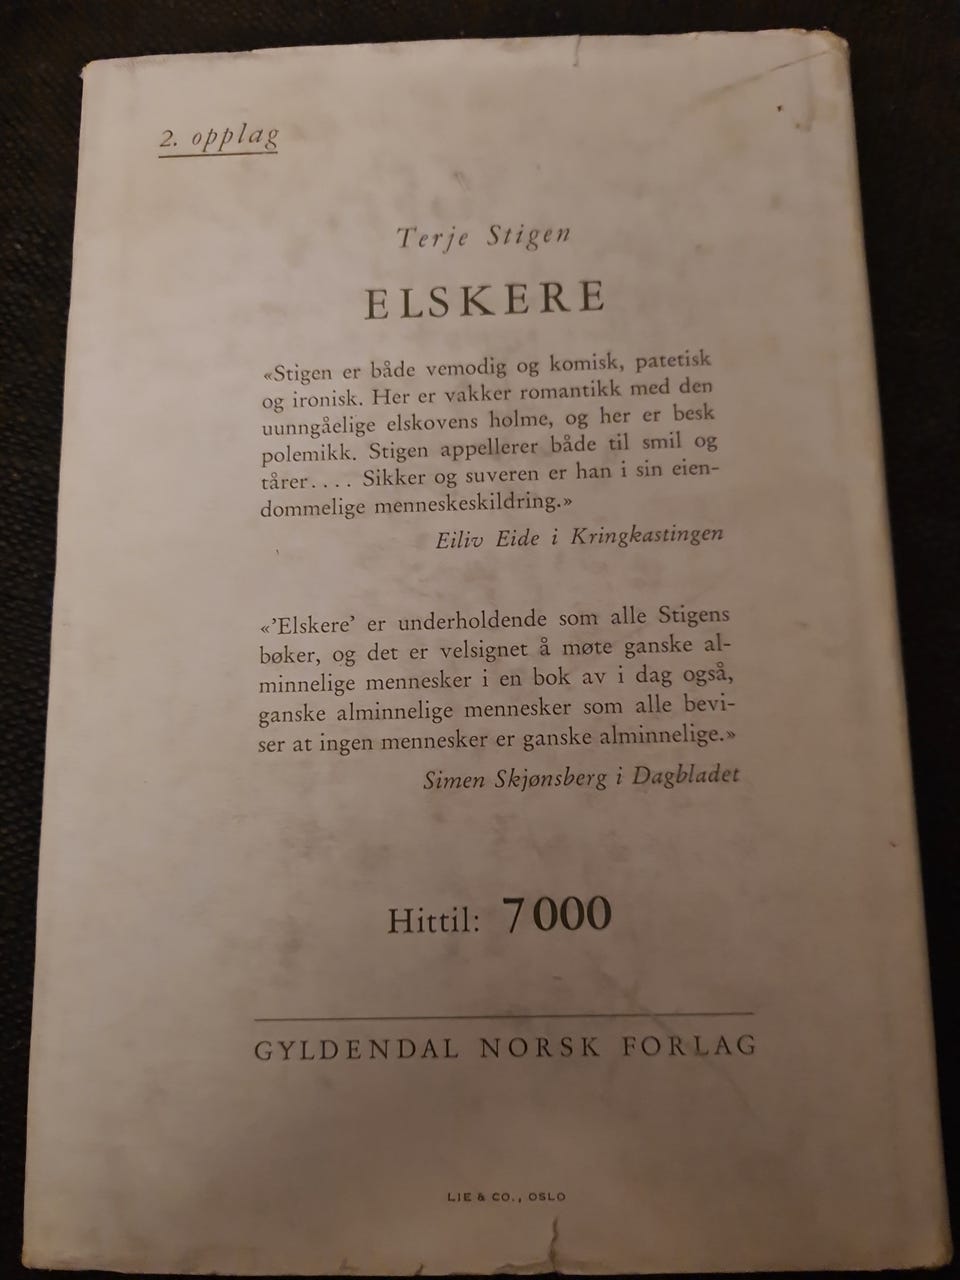 2. opplag
Terje Stigen
ELSKERE
«Stigen er både vemodig og komisk, patetisk
og ironisk. Her er vakker romantikk med den
uunngåelige elskovens holme, og her er besk
polemikk. Stigen appellerer både til smil og
tårer.... Sikker og suveren er han i sin eien-
dommelige menneskeskildring.»
Eiliv Eide i Kringkastingen
«'Elskere' er underholdende som alle Stigens
bøker, og det er velsignet å møte ganske al-
minnelige mennesker i en bok av i dag også,
ganske alminnelige mennesker som alle bevi-
ser at ingen mennesker er ganske alminnelige.»
Simen Skjønsberg i Dagbladet
Hittil: 7000
GYLDENDAL NORSK FORLAG
LIE & CO., OSLO